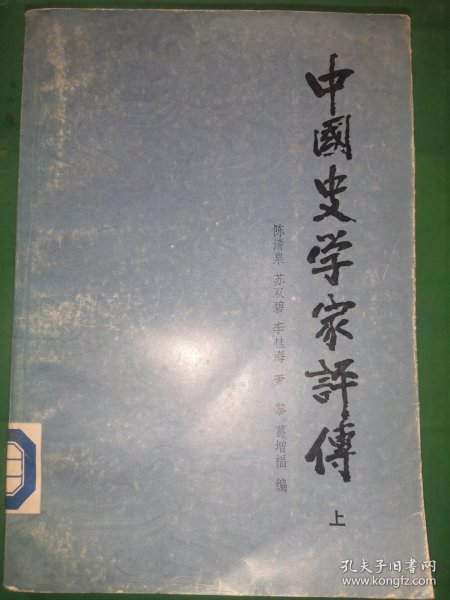 中國史学家評傳
上
陈清泉 苏双碧 李桂海 萧 黎 葛增福 编
孔夫子旧书网
www.kongfz.com